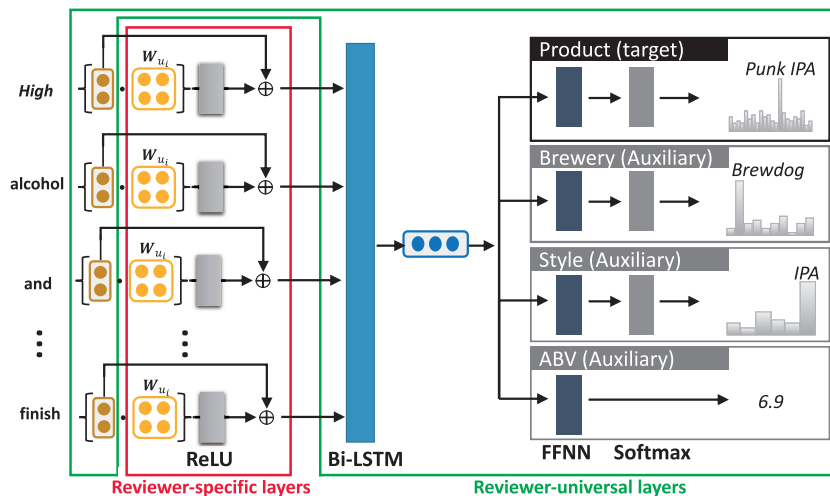 High
alcohol
and
finish
W_{u_i}
W_{u_i}
W_{u_i}
W_{u_i}
ReLU
Bi-LSTM
Product (target)
Punk IPA
Brewery (Auxiliary)
Brewdog
Style (Auxiliary)
IPA
ABV (Auxiliary)
6.9
FFNN Softmax
Reviewer-specific layers
Reviewer-universal layers